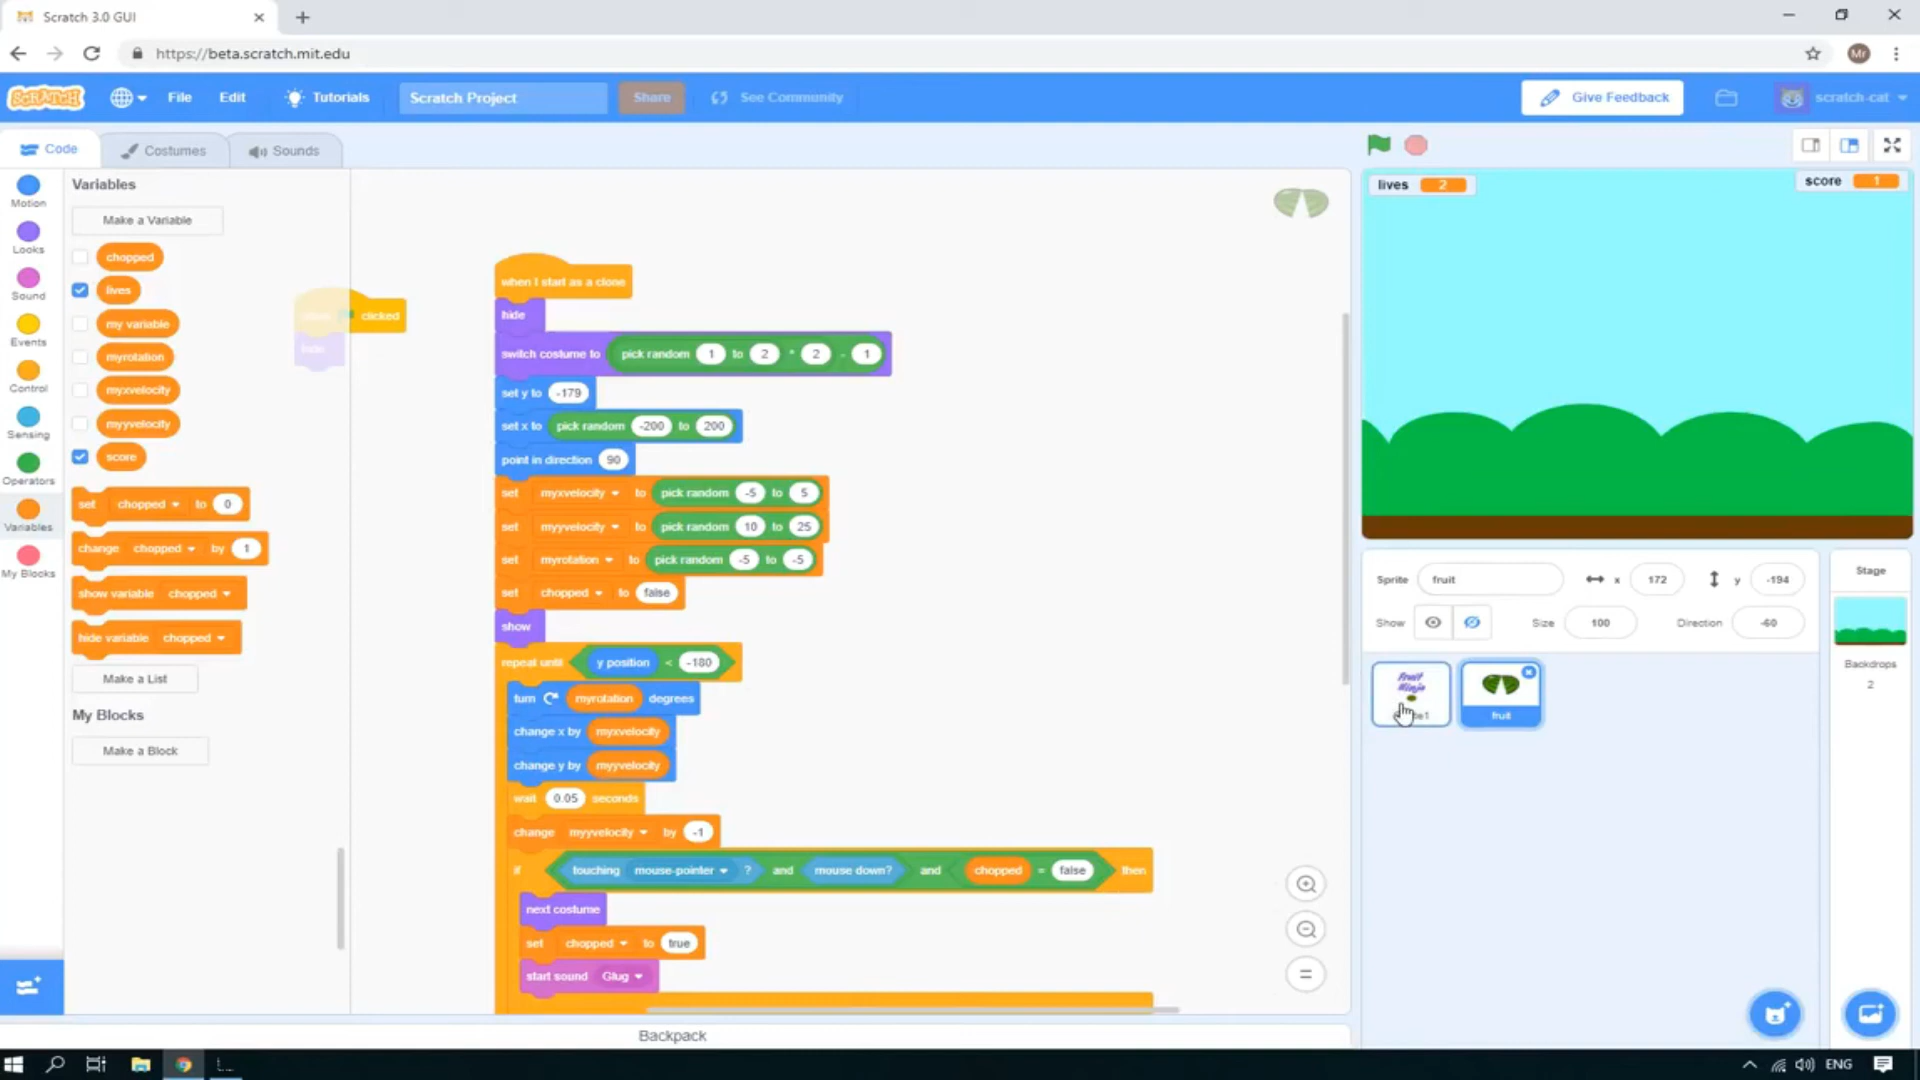 Scratch 3.0 GUI
https://beta.scratch.mit.edu
Mr
SCRATCH
File
Edit
Tutorials
Scratch Project
Share
See Community
Give Feedback
scratch-cat
Code
Costumes
Sounds
Motion
Looks
Sound
Events
Control
Sensing
Operators
Variables
My Blocks
Variables
Make a Variable
chopped
lives
my variable
myrotation
myxvelocity
myyvelocity
score
set chopped to 0
change chopped by 1
show variable chopped
hide variable chopped
Make a List
My Blocks
Make a Block
clicked
hide
when I start as a clone
hide
switch costume to pick random 1 to 2 * 2 - 1
set y to -179
set x to pick random -200 to 200
point in direction 90
set myxvelocity to pick random -5 to 5
set myyvelocity to pick random 10 to 25
set myrotation to pick random -5 to -5
set chopped to false
show
repeat until y position < -180
turn myrotation degrees
change x by myxvelocity
change y by myyvelocity
wait 0.05 seconds
change myyvelocity by -1
if touching mouse-pointer ? and mouse down? and chopped = false then
next costume
set chopped to true
start sound Glug
Backpack
lives 2
score 1
Sprite fruit x 172 y -194
Show Size 100 Direction -60
Fruit
Ninja
fruit
Stage
Backdrops
2
ENG